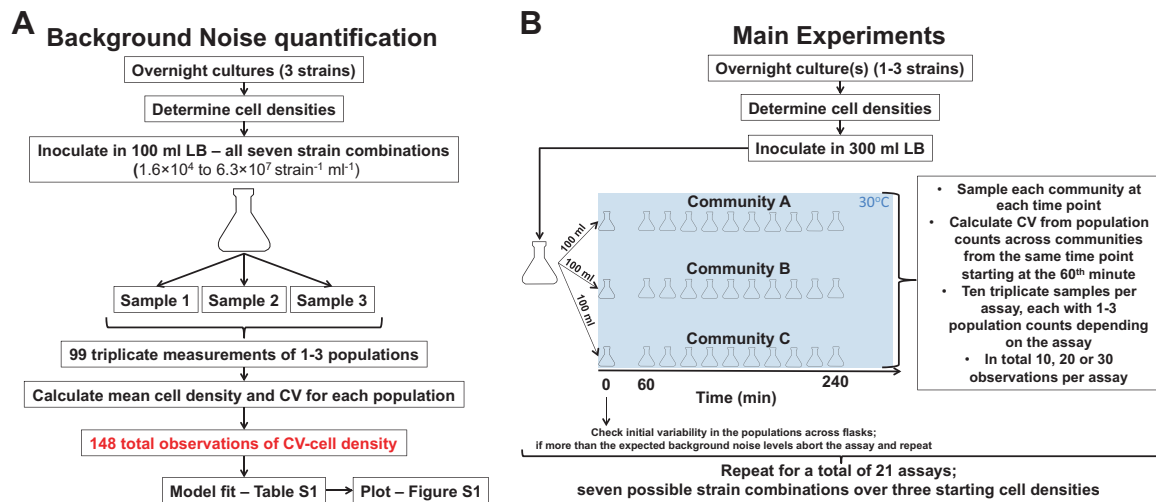 A
Background Noise quantification
Overnight cultures (3 strains)
Determine cell densities
Inoculate in 100 ml LB – all seven strain combinations
(1.6×10⁴ to 6.3×10⁷ strain⁻¹ ml⁻¹)
Sample 1
Sample 2
Sample 3
99 triplicate measurements of 1-3 populations
Calculate mean cell density and CV for each population
148 total observations of CV-cell density
Model fit – Table S1
Plot – Figure S1
B
Main Experiments
Overnight culture(s) (1-3 strains)
Determine cell densities
Inoculate in 300 ml LB
Community A
30°C
100 ml
100 ml
Community B
100 ml
Community C
0
60
240
Time (min)
• Sample each community at
each time point
• Calculate CV from population
counts across communities
from the same time point
starting at the 60th minute
• Ten triplicate samples per
assay, each with 1-3
population counts depending
on the assay
• In total 10, 20 or 30
observations per assay
Check initial variability in the populations across flasks;
if more than the expected background noise levels abort the assay and repeat
Repeat for a total of 21 assays;
seven possible strain combinations over three starting cell densities